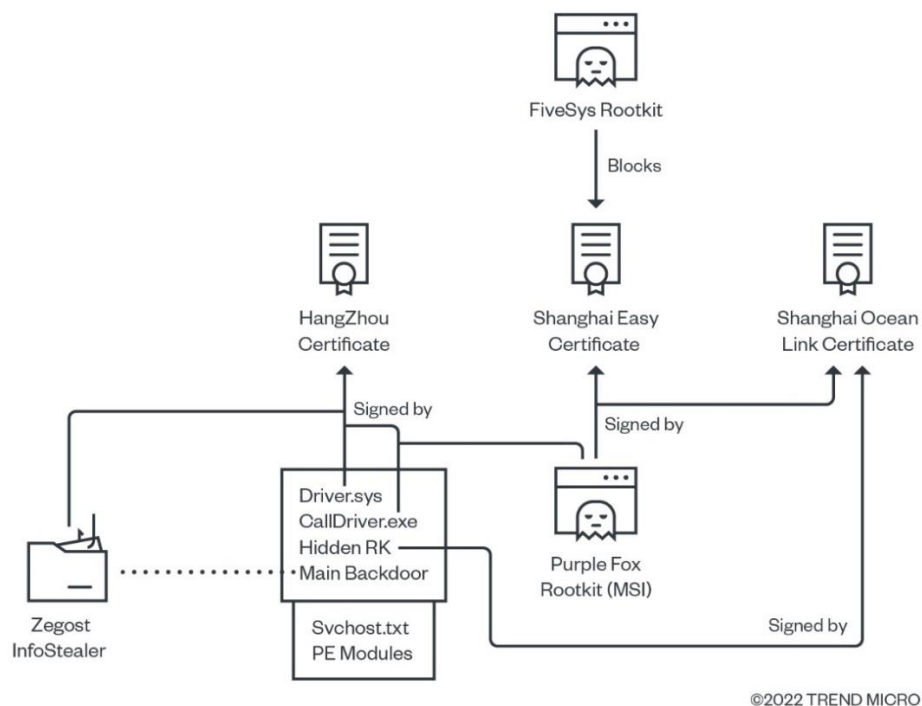 FiveSys Rootkit
Blocks
HangZhou
Certificate
Shanghai Easy
Certificate
Shanghai Ocean
Link Certificate
Signed by
Signed by
Driver.sys
CallDriver.exe
Hidden RK
Main Backdoor
Purple Fox
Rootkit (MSI)
Zegost
InfoStealer
Svchost.txt
PE Modules
Signed by
©2022 TREND MICRO